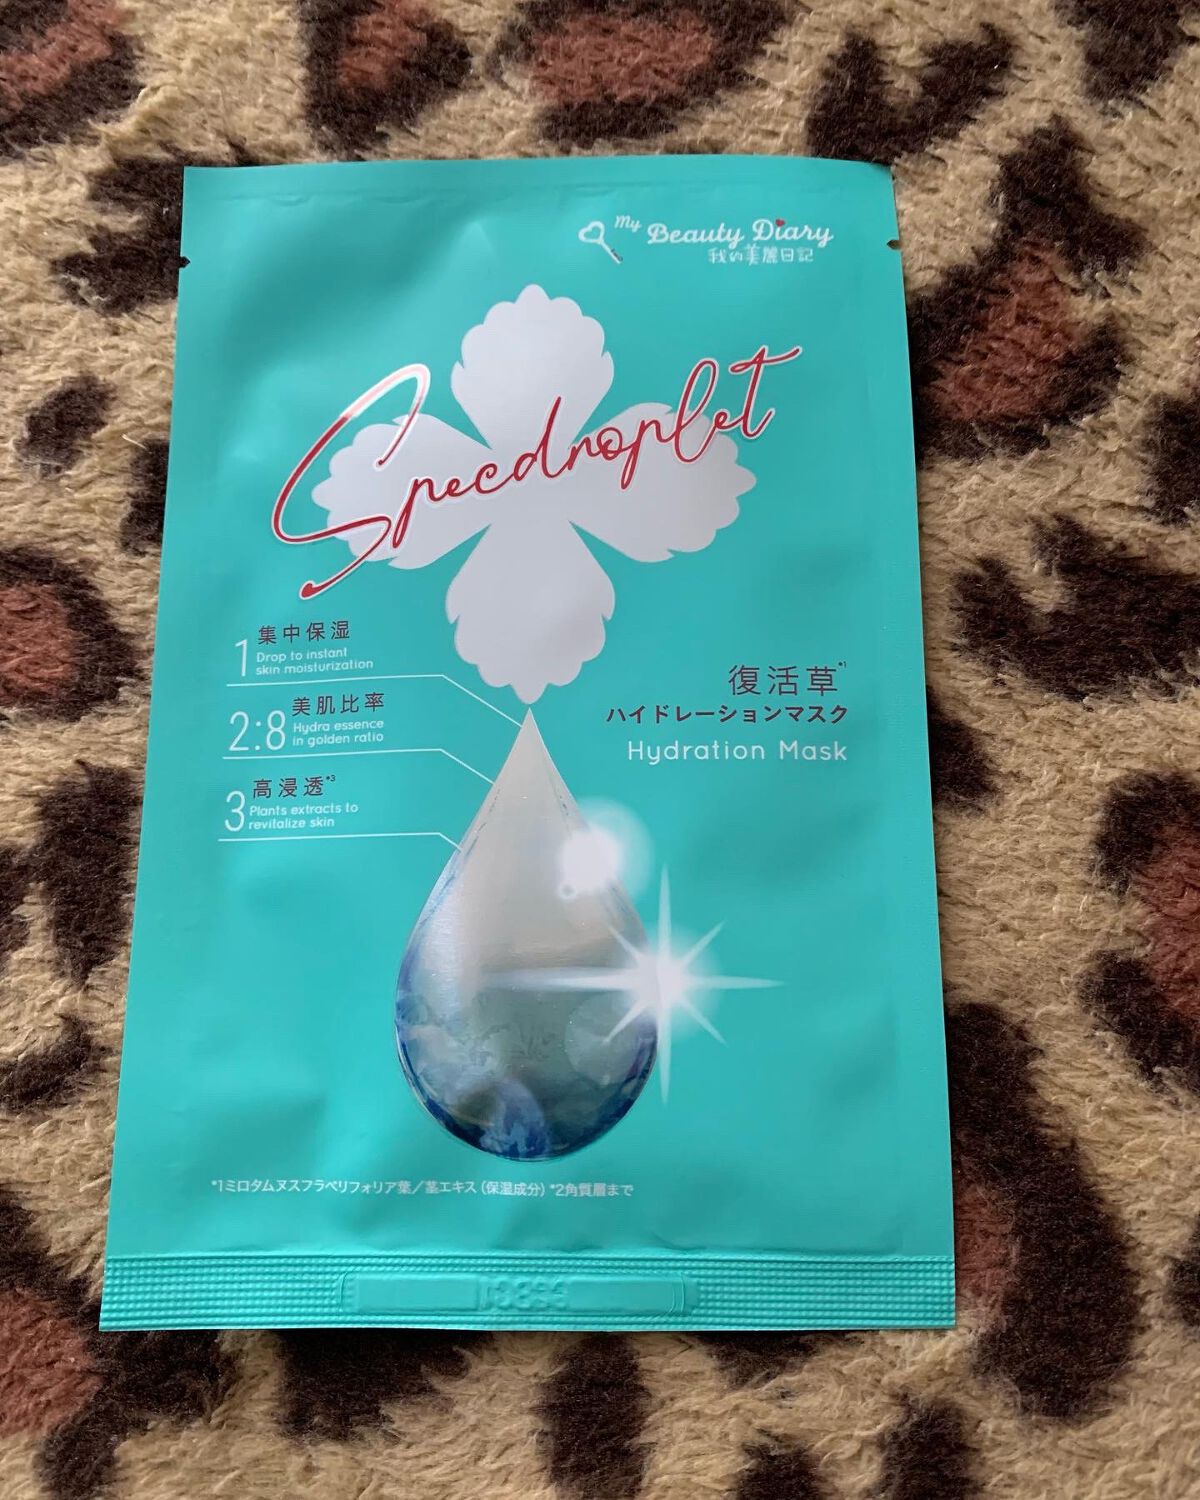 My Beauty Diary
我的美麗日記
Specdroplet
1 集中保湿
Drop to instant
skin moisturization
2:8 美肌比率
Hydra essence
in golden ratio
3 高浸透*3
Plants extracts to
revitalize skin
復活草*1
ハイドレーションマスク
Hydration Mask
*1ミロタムヌスフラベリフォリア葉/茎エキス (保湿成分) *2角質層まで